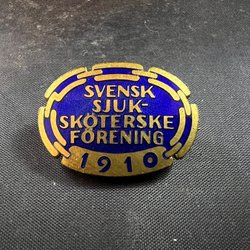 SVENSK
SJUK-
SKÖTERSKE
FÖRENING
1910